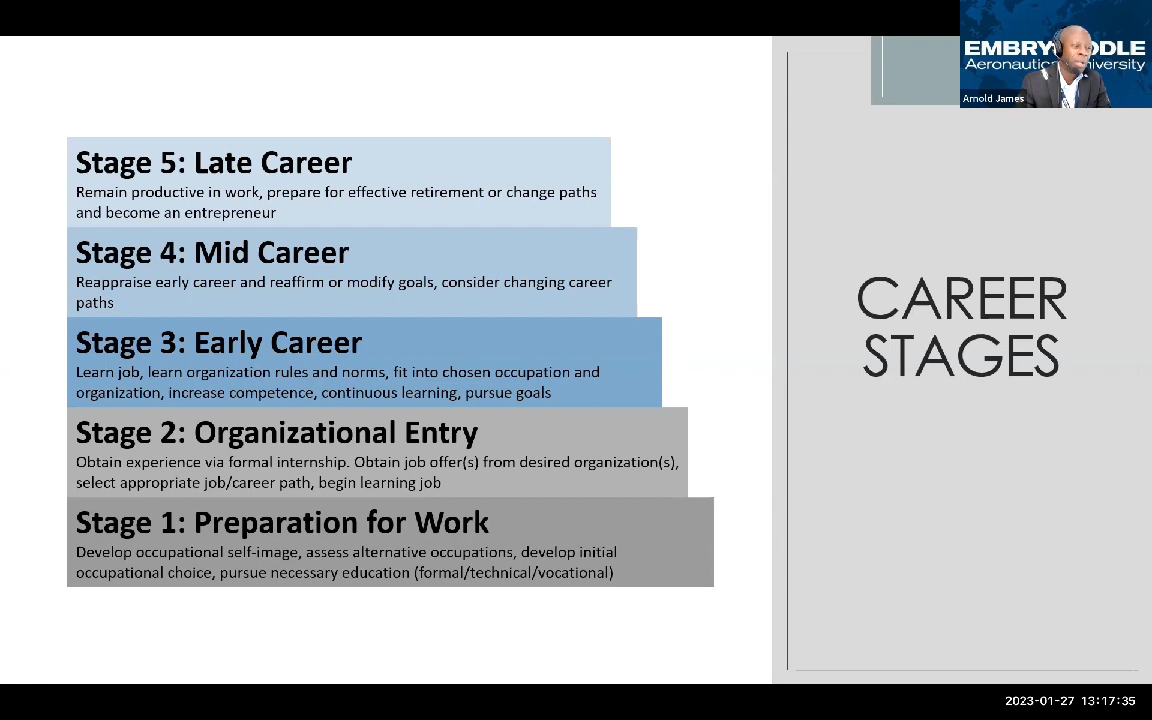 Stage 5: Late Career
Remain productive in work, prepare for effective retirement or change paths
and become an entrepreneur
Stage 4: Mid Career
Reappraise early career and reaffirm or modify goals, consider changing career
paths
Stage 3: Early Career
Learn job, learn organization rules and norms, fit into chosen occupation and
organization, increase competence, continuous learning, pursue goals
Stage 2: Organizational Entry
Obtain experience via formal internship. Obtain job offer(s) from desired organization(s),
select appropriate job/career path, begin learning job
Stage 1: Preparation for Work
Develop occupational self-image, assess alternative occupations, develop initial
occupational choice, pursue necessary education (formal/technical/vocational)
CAREER
STAGES
Arnold James
2023-01-27 13:17:35